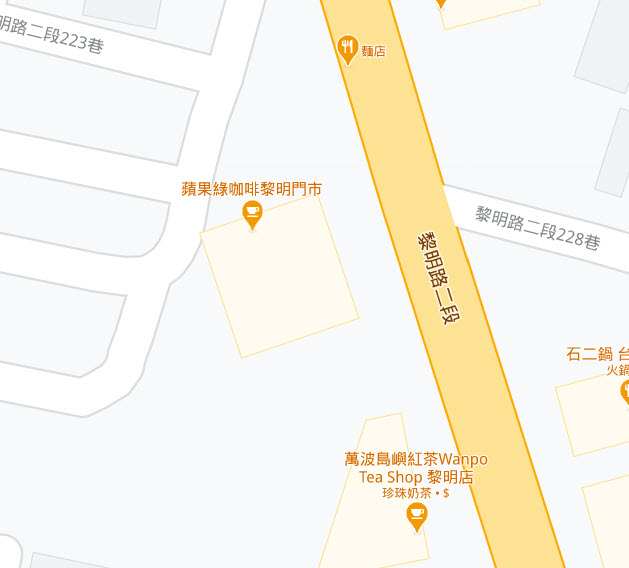 明路二段223巷
麵店
蘋果綠咖啡黎明門市
黎明路二段228巷
黎明路二段
石二鍋 台
火鍋
萬波島嶼紅茶Wanpo
Tea Shop 黎明店
珍珠奶茶 • $